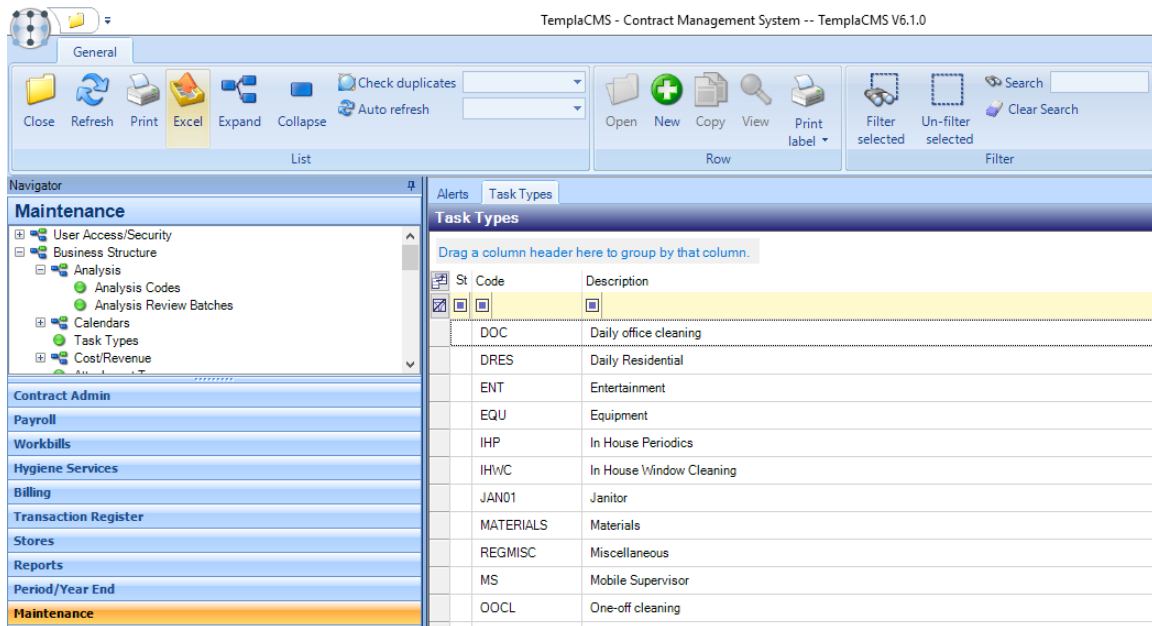 TemplaCMS - Contract Management System -- TemplaCMS V6.1.0
General
Close
Refresh
Print
Excel
Expand
Collapse
Check duplicates
Auto refresh
List
Open
New
Copy
View
Print label
Row
Filter selected
Un-filter selected
Search
Clear Search
Filter
Navigator
Maintenance
User Access/Security
Business Structure
Analysis
Analysis Codes
Analysis Review Batches
Calendars
Task Types
Cost/Revenue
Contract Admin
Payroll
Workbills
Hygiene Services
Billing
Transaction Register
Stores
Reports
Period/Year End
Maintenance
Alerts Task Types
Task Types
Drag a column header here to group by that column.
St Code Description
DOC Daily office cleaning
DRES Daily Residential
ENT Entertainment
EQU Equipment
IHP In House Periodics
IHWC In House Window Cleaning
JAN01 Janitor
MATERIALS Materials
REGMISC Miscellaneous
MS Mobile Supervisor
OOCL One-off cleaning